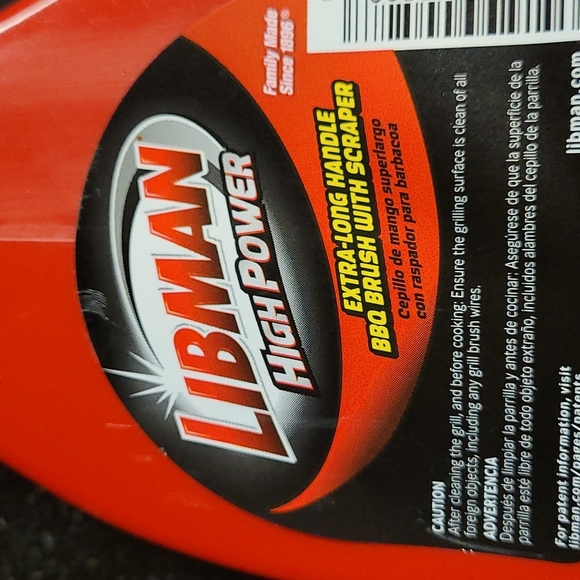 Family Made
Since 1896®
LIBMAN
HIGH POWER
EXTRA-LONG HANDLE
BBQ BRUSH WITH SCRAPER
Cepillo de mango superlargo
con raspador para barbacoa
CAUTION
After cleaning the grill, and before cooking: Ensure the grilling surface is clean of all
foreign objects, including any grill brush wires.
ADVERTENCIA
Después de limpiar la parrilla y antes de cocinar: Asegúrese de que la superficie de la
parrilla esté libre de todo objeto extraño, incluidos alambres del cepillo de la parrilla.
For patent information, visit
libman.com